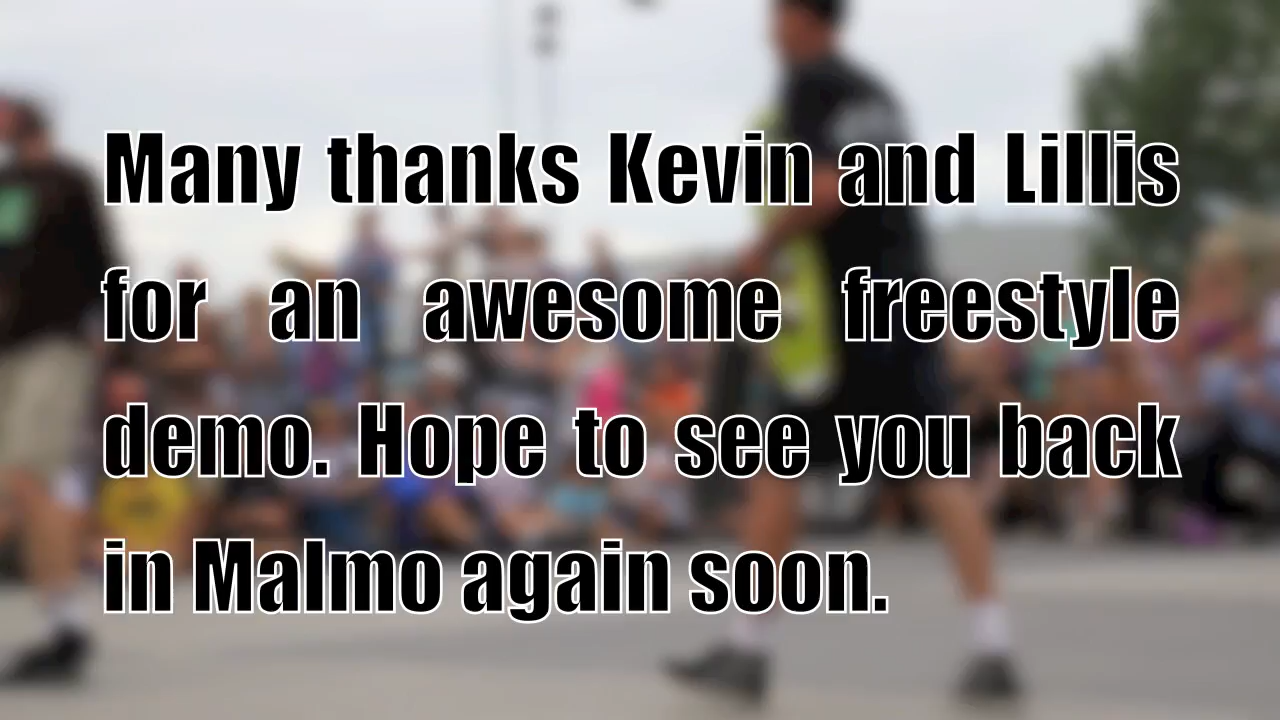 Many thanks Kevin and Lillis
for an awesome freestyle
demo. Hope to see you back
in Malmo again soon.